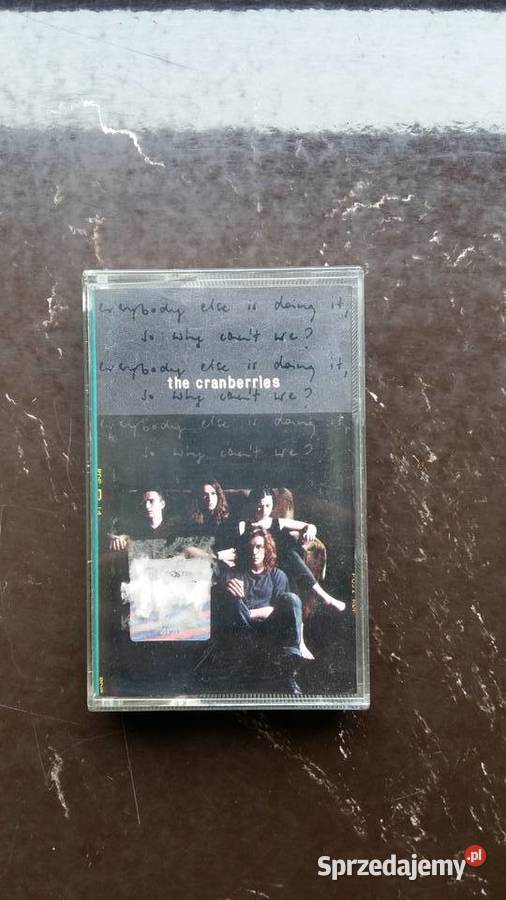 everybody else is doing it,
so why can't we?
everybody else is doing it,
the cranberries
so why can't we?
everybody else is doing it,
so why can't we?
Sprzedajemy.pl